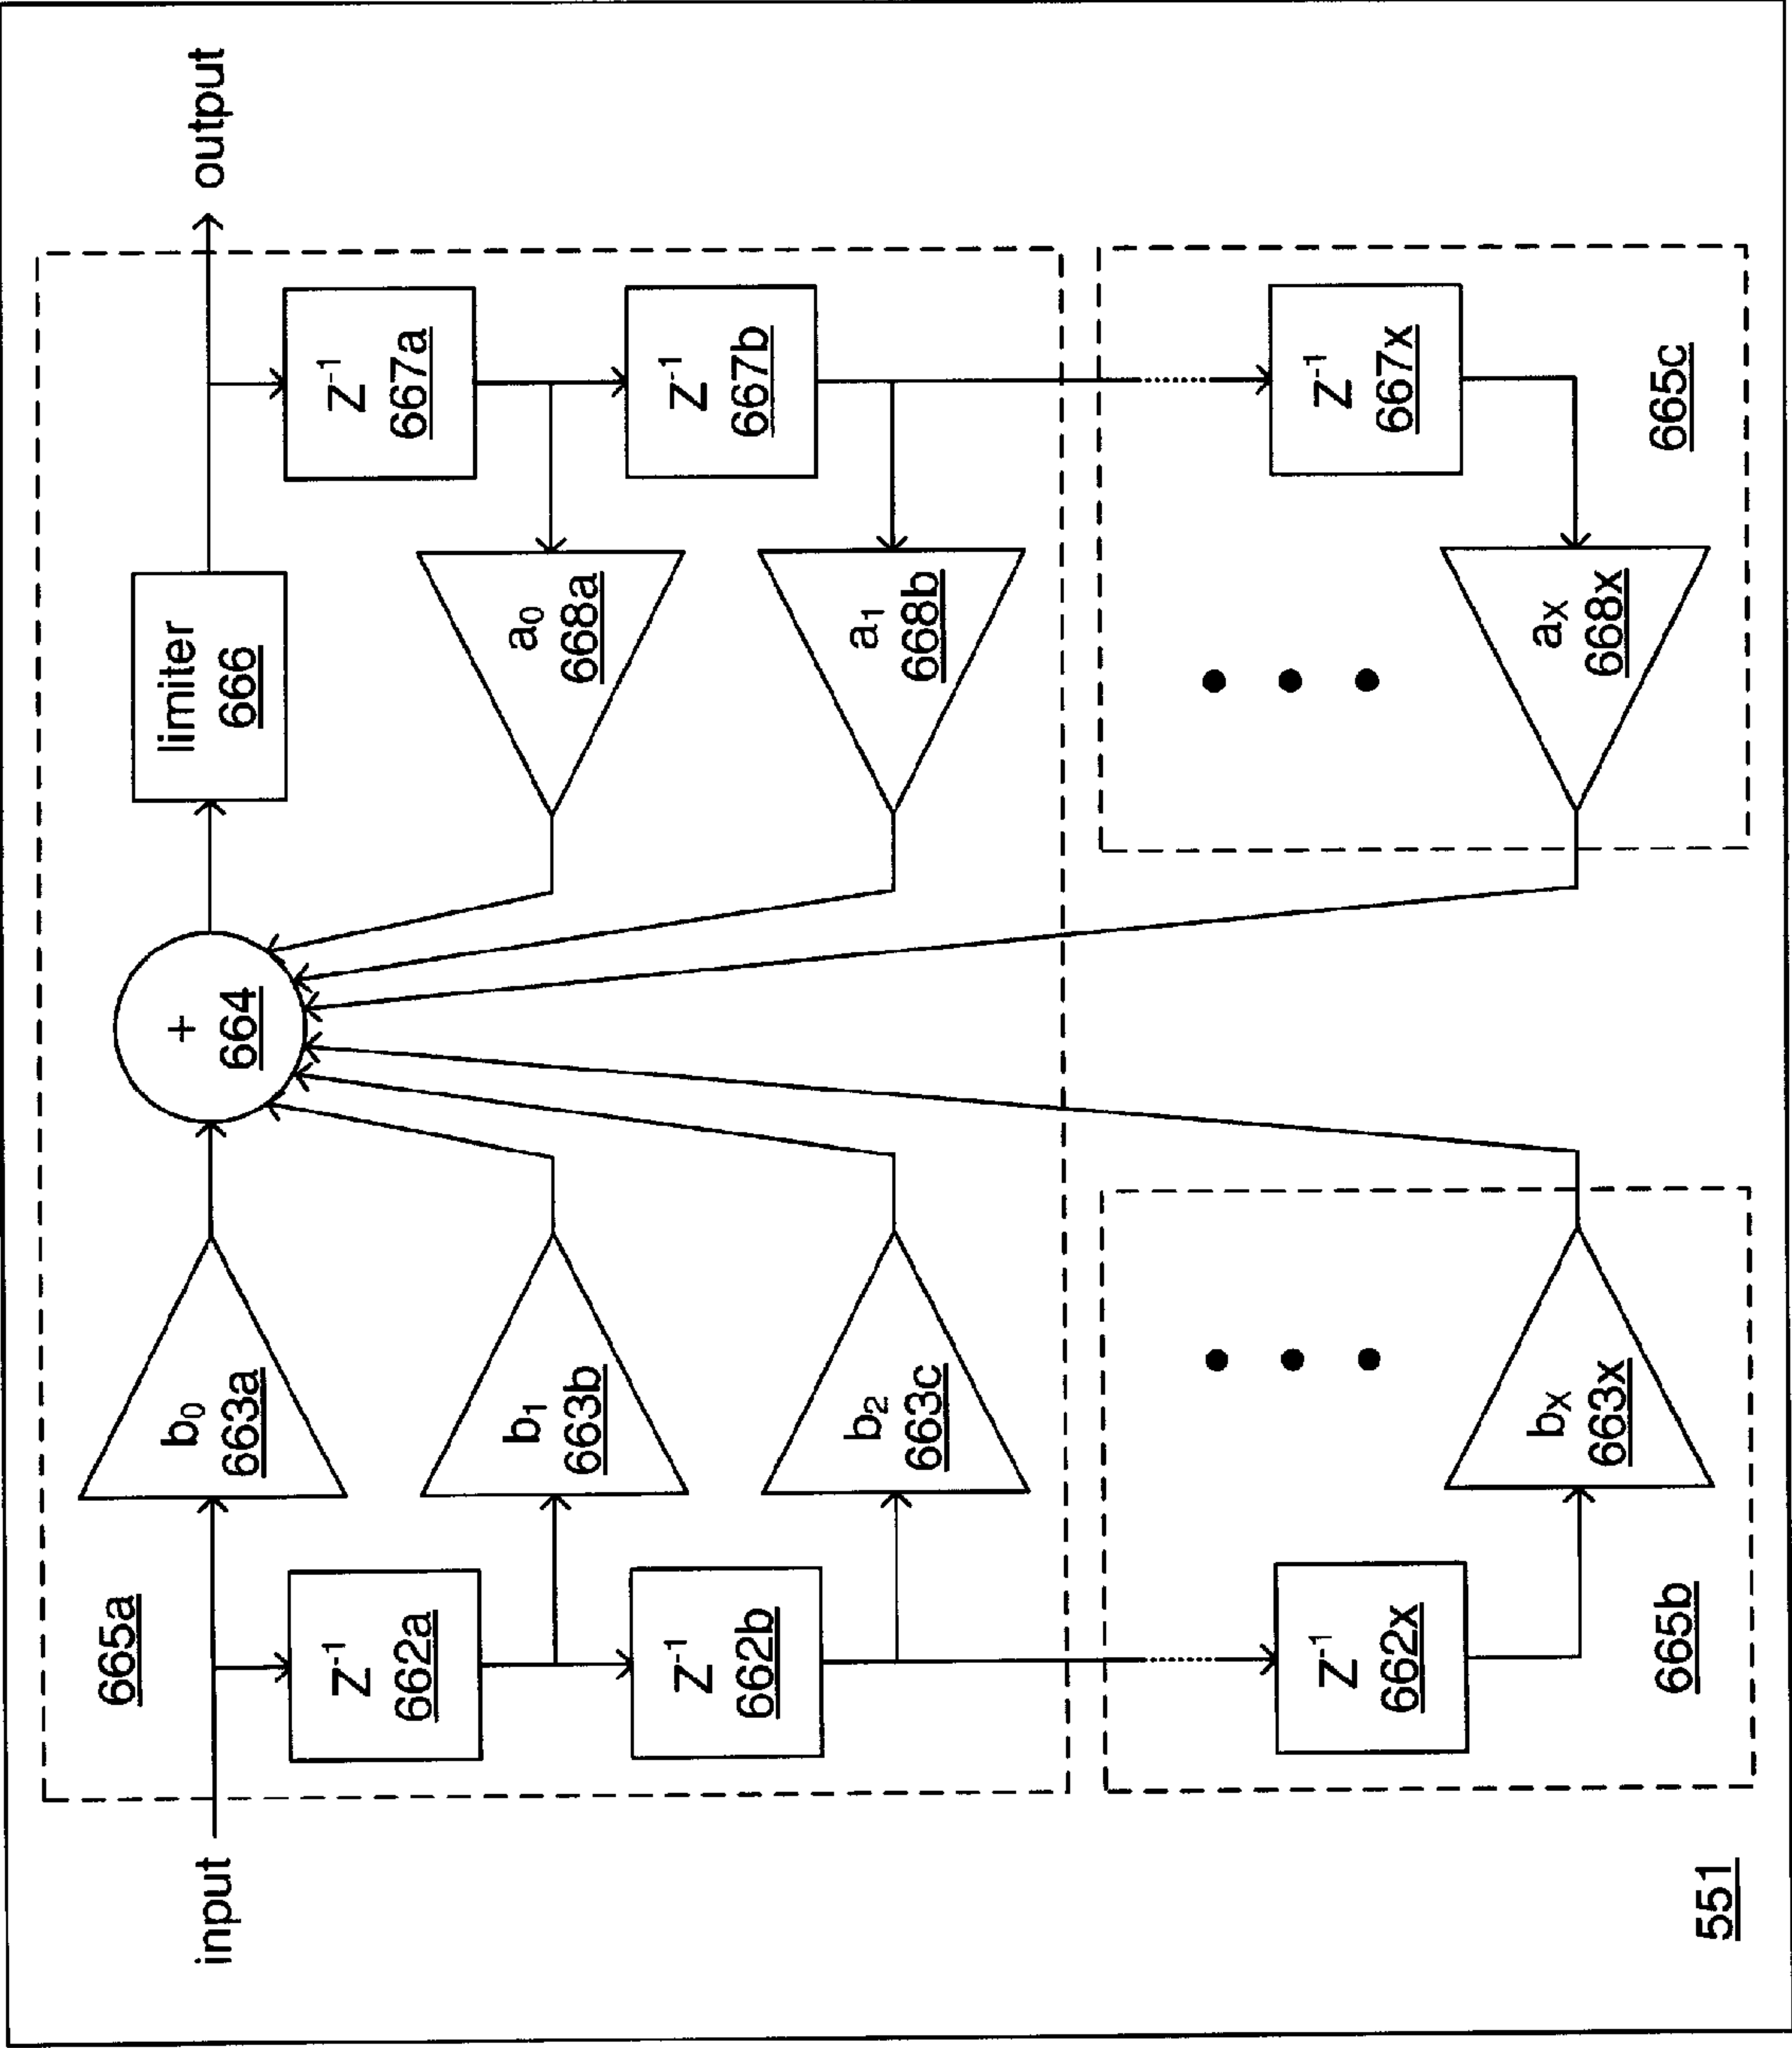 665a
input
b0
663a
+
664
limiter
666
output
Z-1
662a
b1
663b
a0
668a
Z-1
667a
Z-1
662b
b2
663c
a1
668b
Z-1
667b
Z-1
662x
bX
663x
aX
668x
Z-1
667x
665b
665c
551